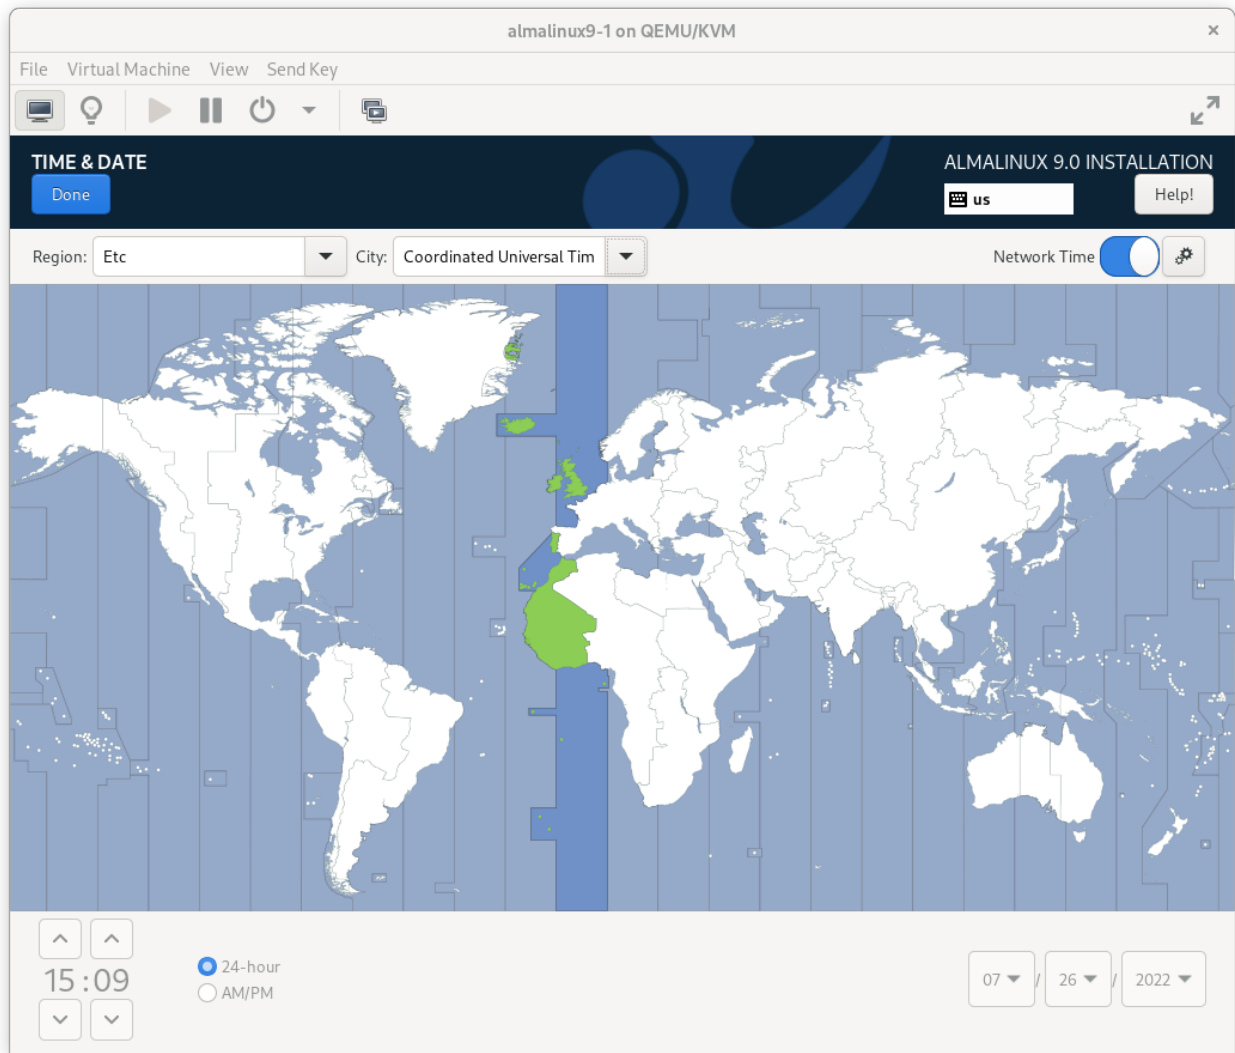 almalinux9-1 on QEMU/KVM
File Virtual Machine View Send Key
TIME & DATE
ALMALINUX 9.0 INSTALLATION
Done
us
Help!
Region: Etc City: Coordinated Universal Tim Network Time
15:09
24-hour
AM/PM
07 / 26 / 2022